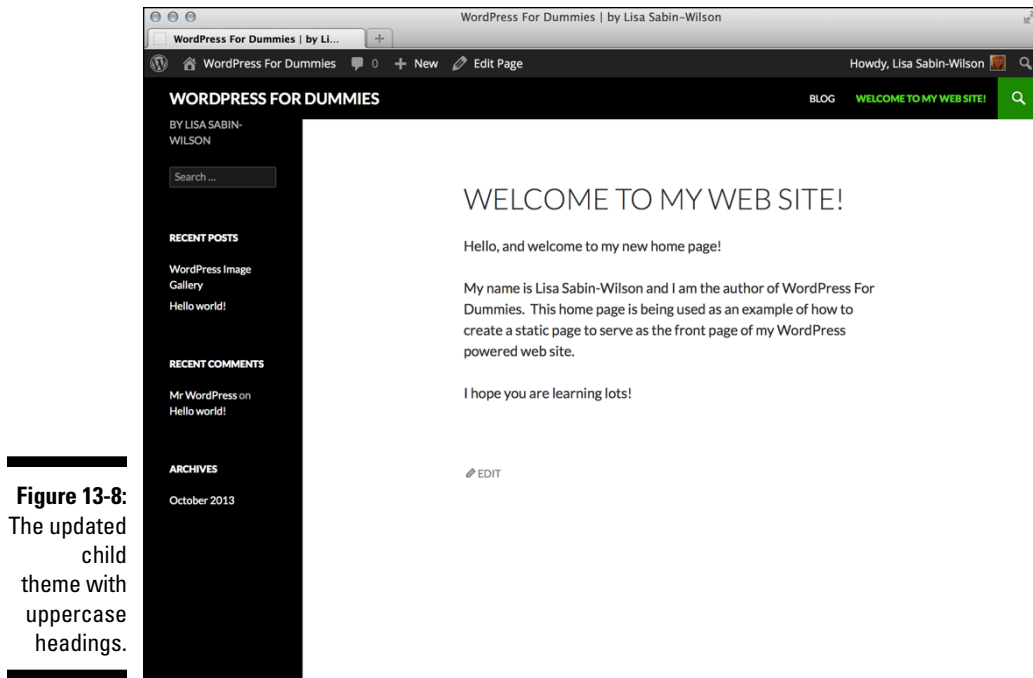 WordPress For Dummies | by Lisa Sabin-Wilson
WordPress For Dummies | by Li...
WordPress For Dummies 0 + New Edit Page Howdy, Lisa Sabin-Wilson
WORDPRESS FOR DUMMIES
BLOG WELCOME TO MY WEB SITE!
BY LISA SABIN-
WILSON
Search ...
RECENT POSTS
WordPress Image
Gallery
Hello world!
RECENT COMMENTS
Mr WordPress on
Hello world!
ARCHIVES
October 2013
WELCOME TO MY WEB SITE!
Hello, and welcome to my new home page!
My name is Lisa Sabin-Wilson and I am the author of WordPress For
Dummies. This home page is being used as an example of how to
create a static page to serve as the front page of my WordPress
powered web site.
I hope you are learning lots!
EDIT
Figure 13-8:
The updated
child
theme with
uppercase
headings.